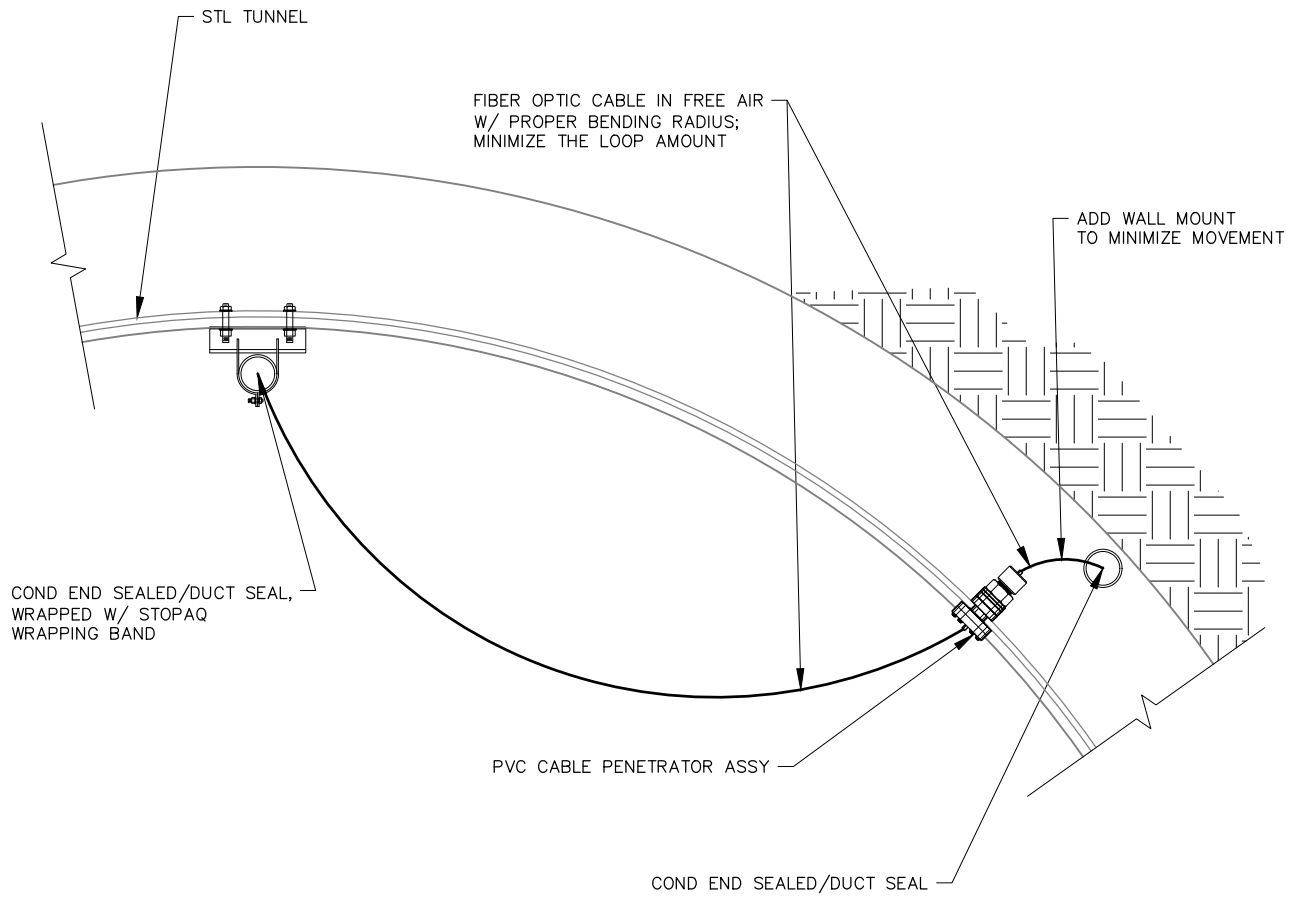 STL TUNNEL
FIBER OPTIC CABLE IN FREE AIR
W/ PROPER BENDING RADIUS;
MINIMIZE THE LOOP AMOUNT
ADD WALL MOUNT
TO MINIMIZE MOVEMENT
COND END SEALED/DUCT SEAL,
WRAPPED W/ STOPAQ
WRAPPING BAND
PVC CABLE PENETRATOR ASSY
COND END SEALED/DUCT SEAL